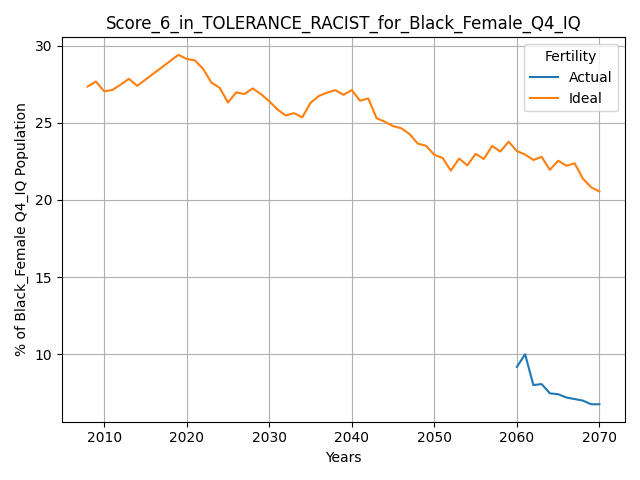 Score_6_in_TOLERANCE_RACIST_for_Black_Female_Q4_IQ
% of Black_Female Q4_IQ Population
30
25
20
15
10
Fertility
Actual
Ideal
2010 2020 2030 2040 2050 2060 2070
Years